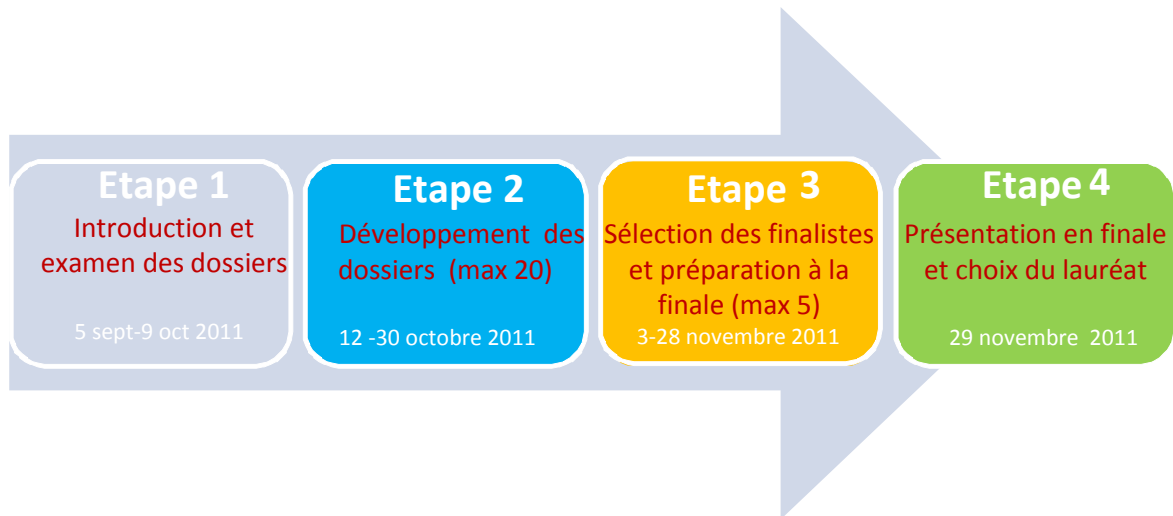 Etape 1
Introduction et
examen des dossiers
5 sept-9 oct 2011
Etape 2
Développement des
dossiers (max 20)
12 -30 octobre 2011
Etape 3
Sélection des finalistes
et préparation à la
finale (max 5)
3-28 novembre 2011
Etape 4
Présentation en finale
et choix du lauréat
29 novembre 2011